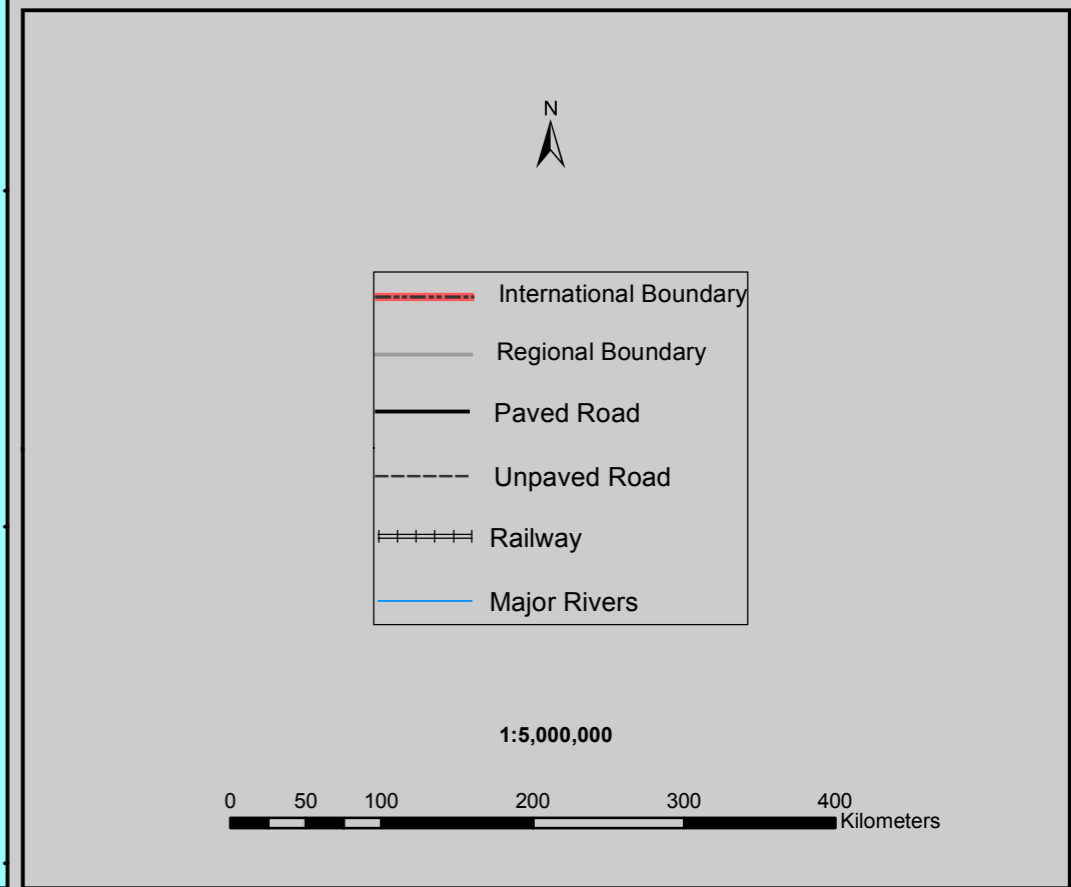 N
International Boundary
Regional Boundary
Paved Road
Unpaved Road
Railway
Major Rivers
1:5,000,000
0 50 100 200 300 400
Kilometers